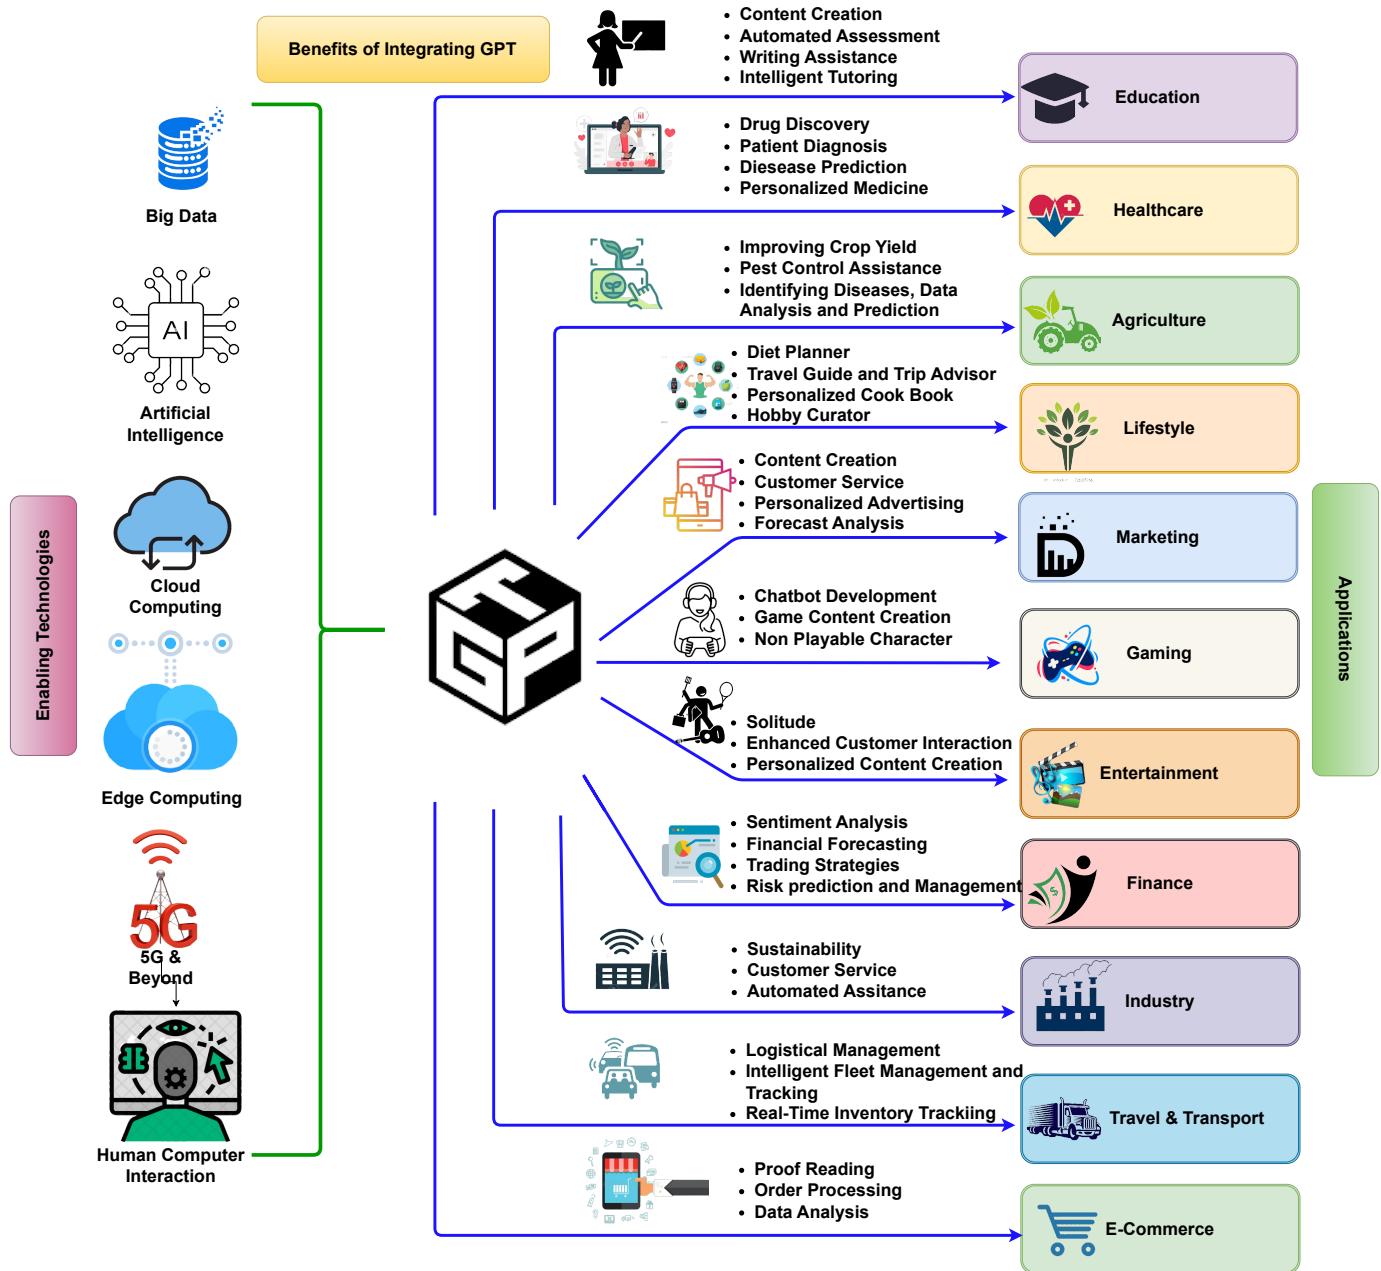 Benefits of Integrating GPT
Content Creation
Automated Assessment
Writing Assistance
Intelligent Tutoring
Education
Drug Discovery
Patient Diagnosis
Diesease Prediction
Personalized Medicine
Healthcare
Improving Crop Yield
Pest Control Assistance
Identifying Diseases, Data
Analysis and Prediction
Agriculture
Diet Planner
Travel Guide and Trip Advisor
Personalized Cook Book
Hobby Curator
Lifestyle
Content Creation
Customer Service
Personalized Advertising
Forecast Analysis
Marketing
Chatbot Development
Game Content Creation
Non Playable Character
Gaming
Solitude
Enhanced Customer Interaction
Personalized Content Creation
Entertainment
Sentiment Analysis
Financial Forecasting
Trading Strategies
Risk prediction and Management
$
Finance
Sustainability
Customer Service
Automated Assitance
Industry
Logistical Management
Intelligent Fleet Management and
Tracking
Real-Time Inventory Trackiing
Travel & Transport
Proof Reading
Order Processing
Data Analysis
E-Commerce
Enabling Technologies
Big Data
AI
Artificial
Intelligence
Cloud
Computing
Edge Computing
5G
5G &
Beyond
Human Computer
Interaction
GPT
Applications